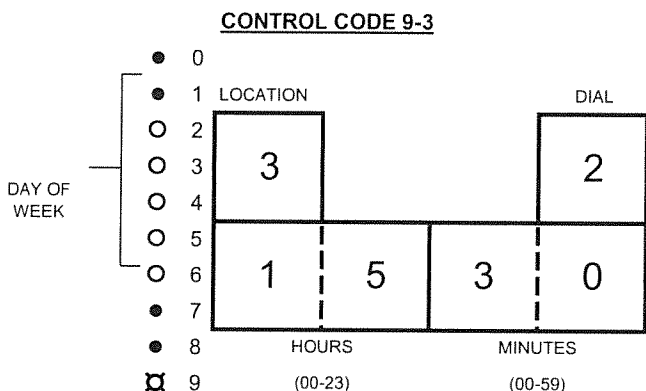 CONTROL CODE 9-3
0
1 LOCATION DIAL
2
3 3 2
4
DAY OF
WEEK
5
6 1 5 3 0
7
8 HOURS MINUTES
9 (00-23) (00-59)